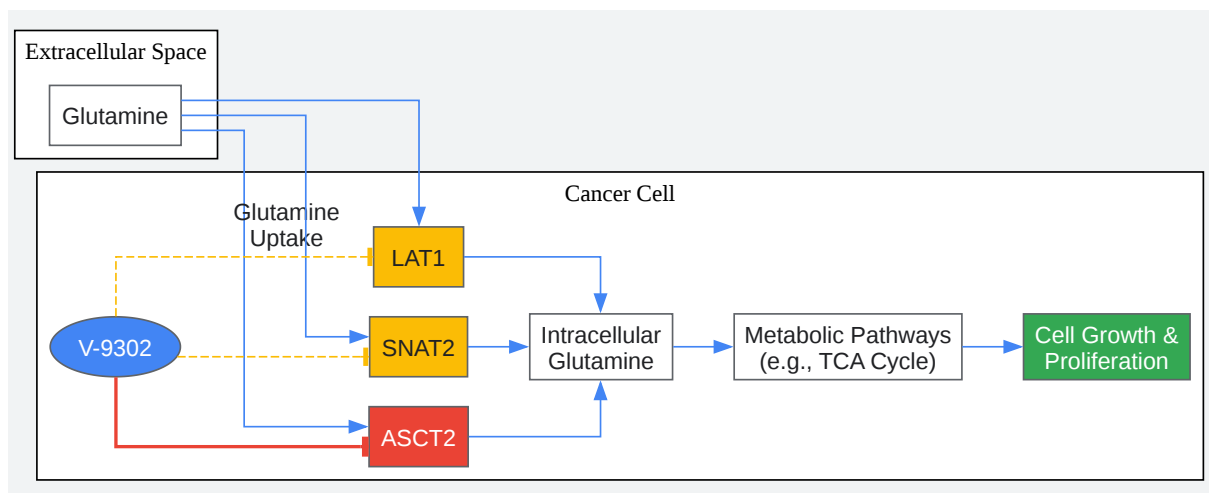 Extracellular Space
Glutamine
Cancer Cell
Glutamine
Uptake
LAT1
V-9302
SNAT2
Intracellular
Glutamine
Metabolic Pathways
(e.g., TCA Cycle)
Cell Growth &
Proliferation
ASCT2